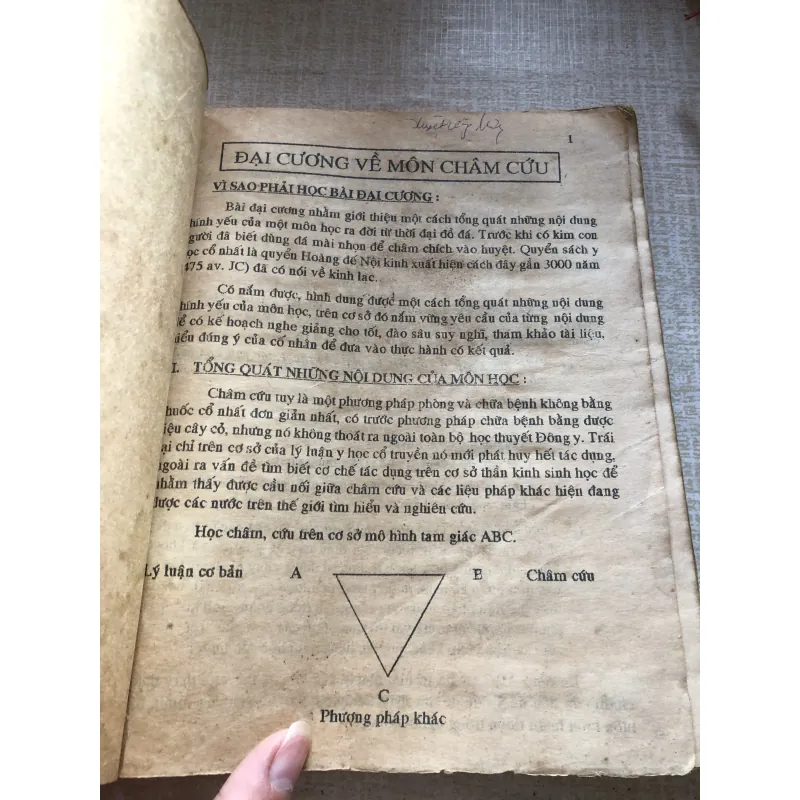 1
ĐẠI CƯƠNG VỀ MÔN CHÂM CỨU
VÌ SAO PHẢI HỌC BÀI ĐẠI CƯƠNG :
Bài đại cương nhằm giới thiệu một cách tổng quát những nội dung
hính yếu của một môn học ra đời từ thời đại đồ đá. Trước khi có kim con
gười đã biết dùng đá mài nhọn để châm chích vào huyệt. Quyển sách y
ọc cổ nhất là quyển Hoàng đế Nội kinh xuất hiện cách đây gần 3000 năm
475 av. JC) đã có nói về kinh lạc.
Có nắm được, hình dung được một cách tổng quát những nội dung
hính yếu của môn học, trên cơ sở đó nắm vững yêu cầu của từng nội dung
ể có kế hoạch nghe giảng cho tốt, đào sâu suy nghĩ, tham khảo tài liệu,
iểu đúng ý của cổ nhân để đưa vào thực hành có kết quả.
I. TỔNG QUÁT NHỮNG NỘI DUNG CỦA MÔN HỌC :
Châm cứu tuy là một phương pháp phòng và chữa bệnh không bằng
huốc cổ nhất đơn giản nhất, có trước phương pháp chữa bệnh bằng dược
iệu cây cỏ, nhưng nó không thoát ra ngoài toàn bộ học thuyết Đông y. Trái
ại chỉ trên cơ sở của lý luận y học cổ truyền nó mới phát huy hết tác dụng,
goài ra vấn đề tìm biết cơ chế tác dụng trên cơ sở thần kinh sinh học để
nhằm thấy được cầu nối giữa châm cứu và các liệu pháp khác hiện đang
được các nước trên thế giới tìm hiểu và nghiên cứu.
Học châm, cứu trên cơ sở mô hình tam giác ABC.
Lý luận cơ bản A B Châm cứu
C
Phượng pháp khác